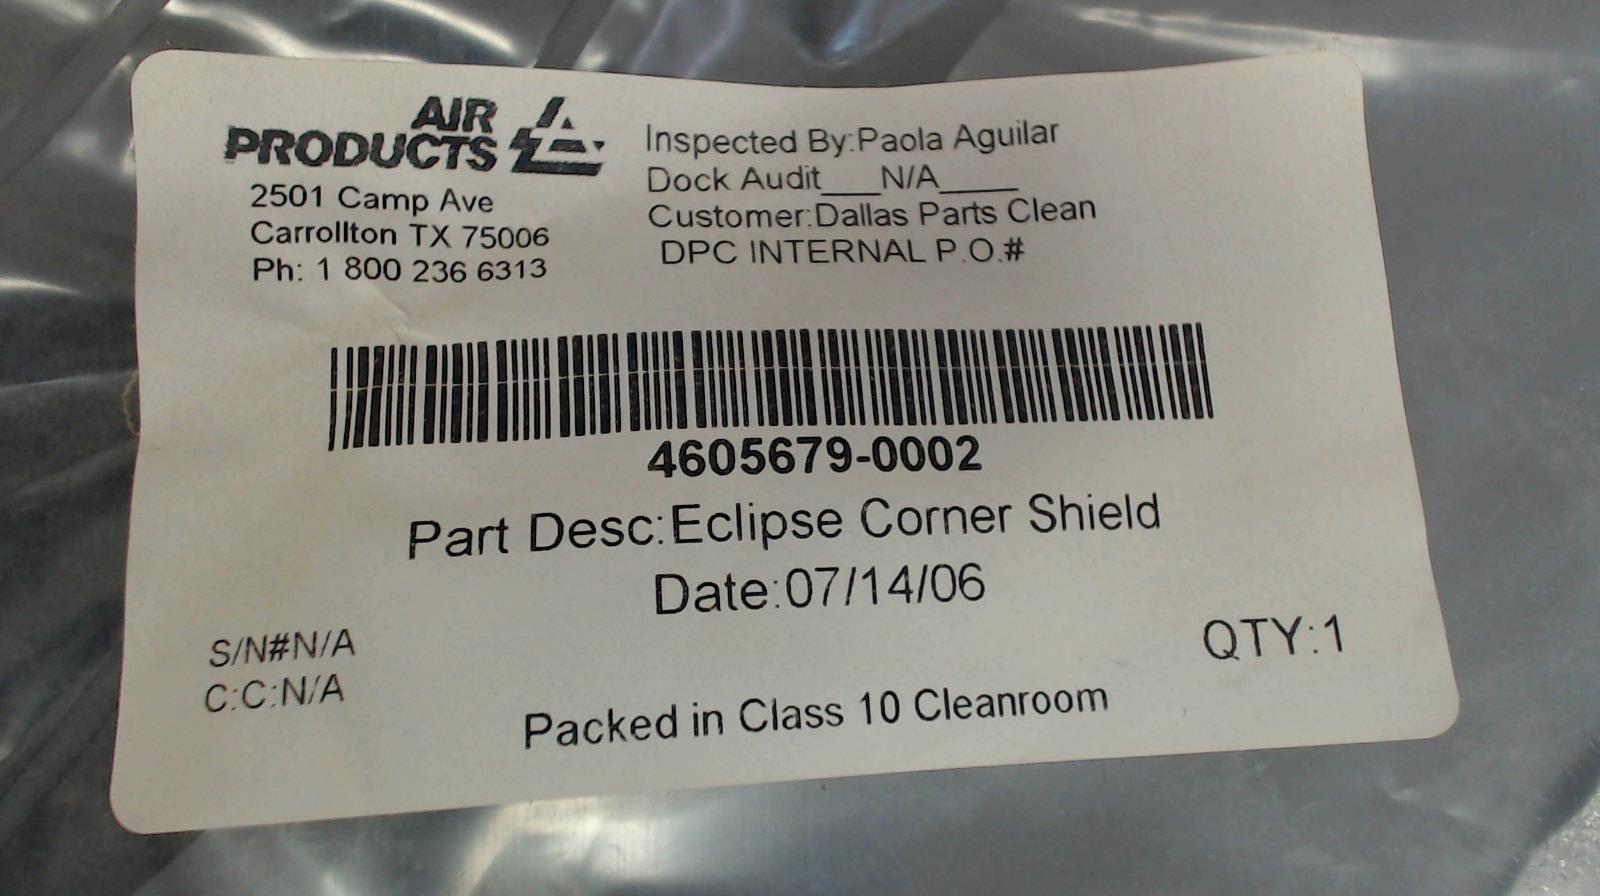 AIR
PRODUCTS
2501 Camp Ave
Carrollton TX 75006
Ph: 1 800 236 6313
Inspected By:Paola Aguilar
Dock Audit___N/A____
Customer:Dallas Parts Clean
DPC INTERNAL P.O.#
4605679-0002
Part Desc:Eclipse Corner Shield
Date:07/14/06
S/N#N/A
C:C:N/A
QTY:1
Packed in Class 10 Cleanroom